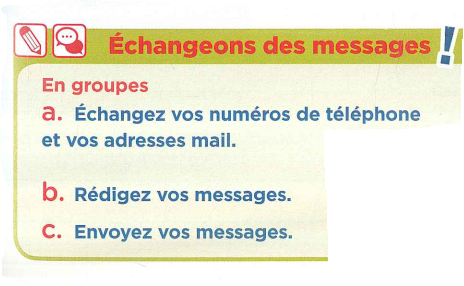 Échangeons des messages !
En groupes
a. Échangez vos numéros de téléphone
et vos adresses mail.
b. Rédigez vos messages.
c. Envoyez vos messages.